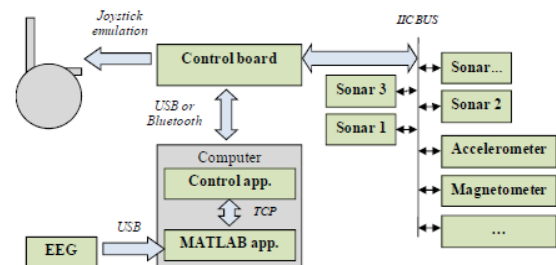 Joystick
emulation
Control board
IIC BUS
Sonar...
Sonar 3
Sonar 2
Sonar 1
USB or
Bluetooth
Accelerometer
Computer
Control app.
Magnetometer
TCP
USB
...
EEG
MATLAB app.